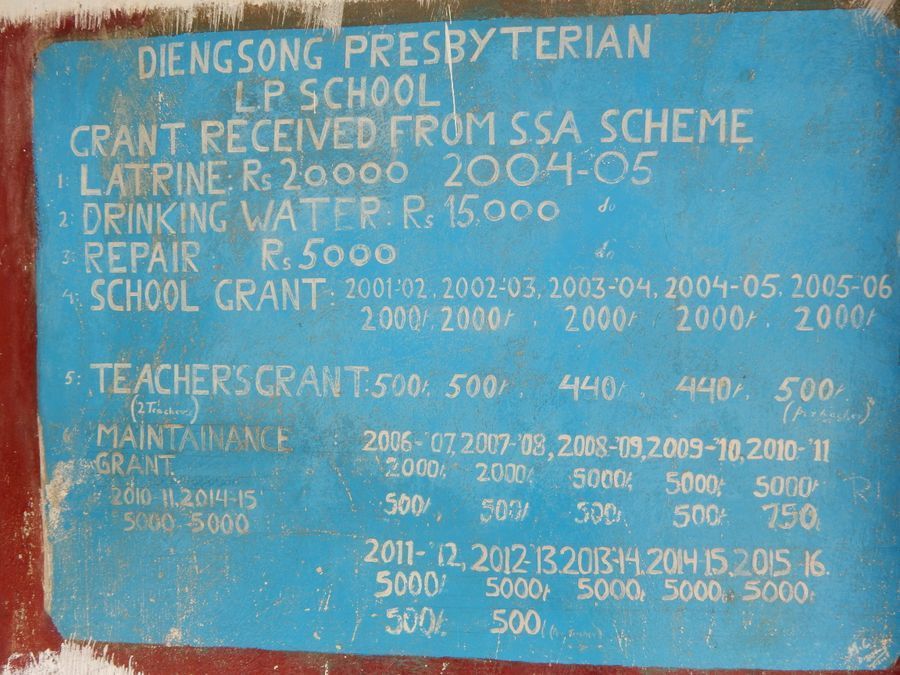 DIENGSONG PRESBYTERIAN
LP SCHOOL
GRANT RECEIVED FROM SSA SCHEME
1: LATRINE: Rs 20000 2004-05
2: DRINKING WATER: Rs 15.000 do
3: REPAIR Rs 5000 do
4: SCHOOL GRANT: 2001-'02, 2002-'03, 2003-'04, 2004-'05, 2005-'06
2000/, 2000/, 2000/, 2000/, 2000/
5: TEACHER'S GRANT: 500/, 500/, 440/, 440/, 500/
(2 Teachers) (per teacher)
MAINTAINANCE
GRANT
2010-11, 2014-15
5000 - 5000
2006-'07, 2007-'08, 2008-'09, 2009-'10, 2010-'11
2000/, 2000/, 5000/, 5000/, 5000/
500/, 500/, 500/, 500/, 750/
2011-'12, 2012-'13, 2013-'14, 2014-15, 2015-16.
5000/ 5000/ 5000/ 5000/ 5000/
500/, 500/